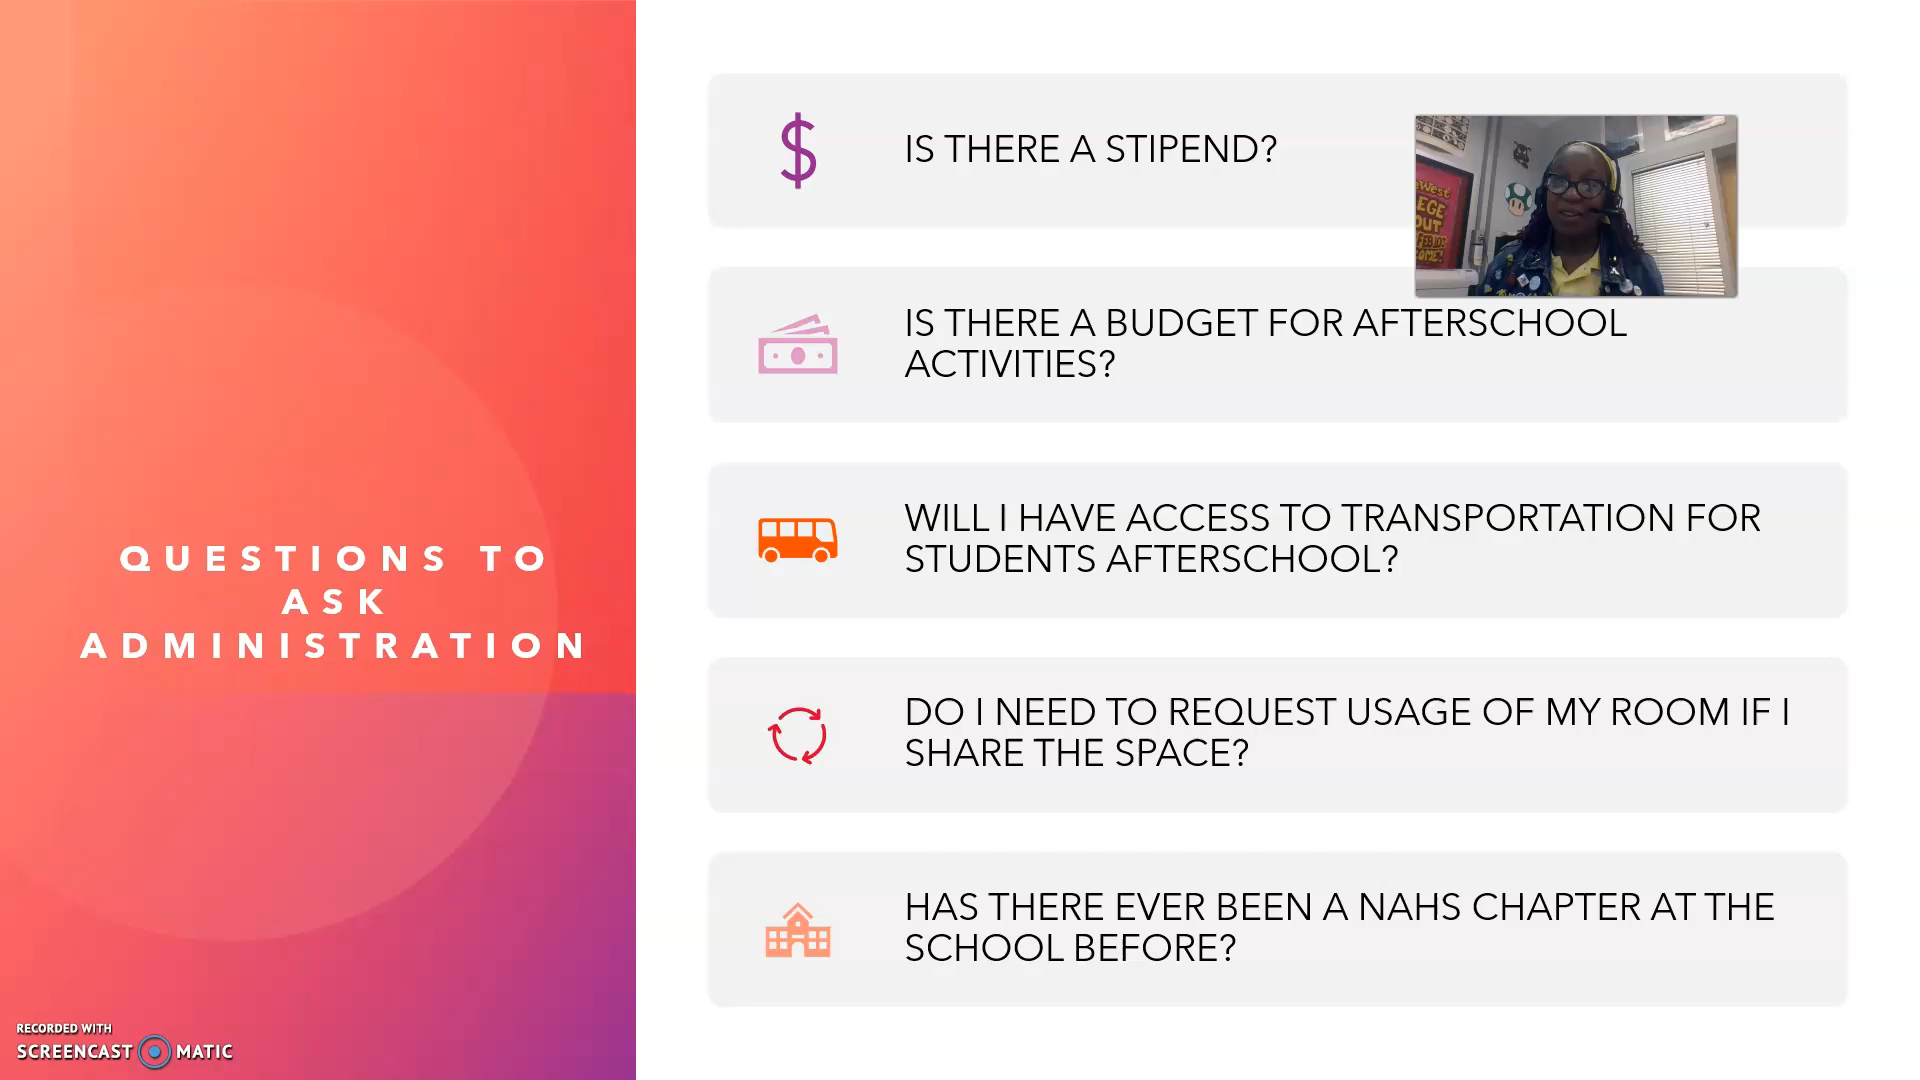 IS THERE A STIPEND?
IS THERE A BUDGET FOR AFTERSCHOOL
ACTIVITIES?
WILL I HAVE ACCESS TO TRANSPORTATION FOR
STUDENTS AFTERSCHOOL?
DO I NEED TO REQUEST USAGE OF MY ROOM IF I
SHARE THE SPACE?
HAS THERE EVER BEEN A NAHS CHAPTER AT THE
SCHOOL BEFORE?
QUESTIONS TO
ASK
ADMINISTRATION
RECORDED WITH
SCREENCAST MATIC